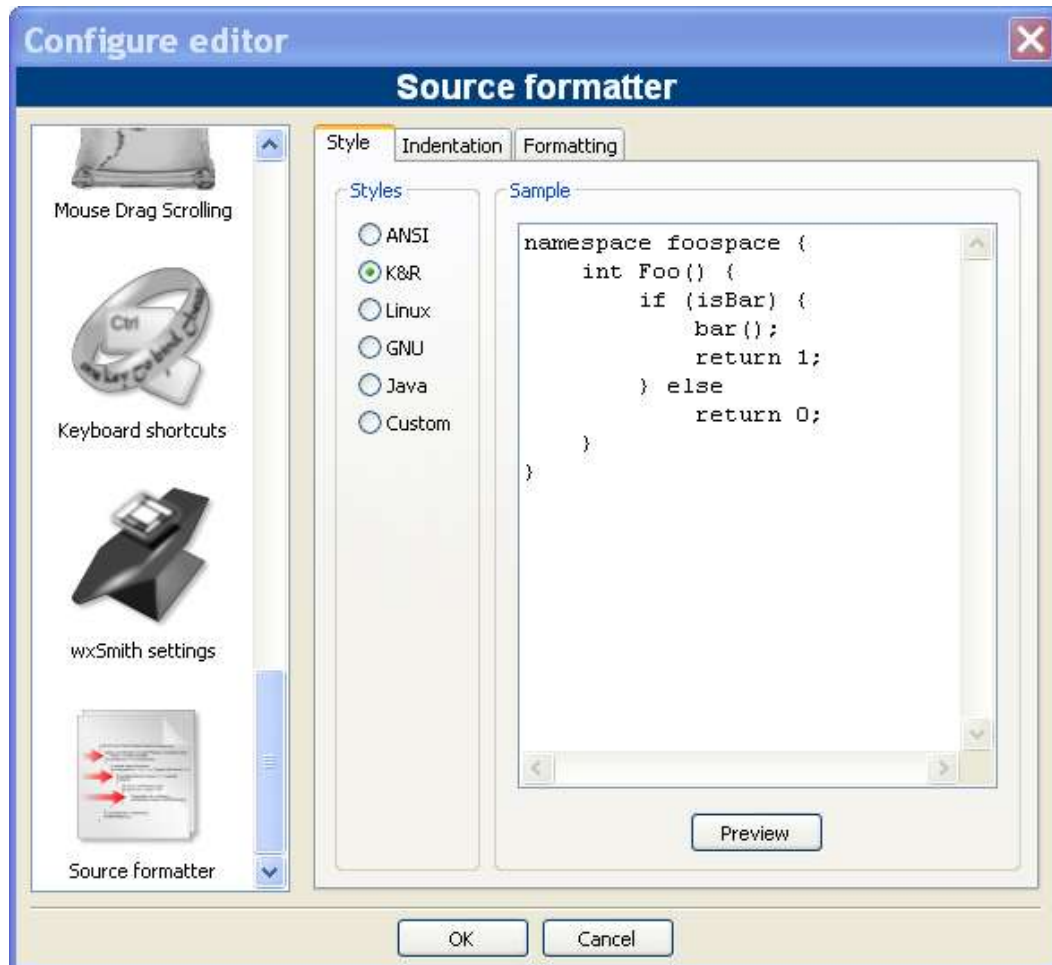 Configure editor
Source formatter
Mouse Drag Scrolling
Ctrl
Keyboard shortcuts
wxSmith settings
Source formatter
Style
Indentation
Formatting
Styles
ANSI
K&R
Linux
GNU
Java
Custom
Sample
namespace foospace {
    int Foo() {
        if (isBar) {
            bar();
            return 1;
        } else
            return 0;
    }
}
Preview
OK
Cancel